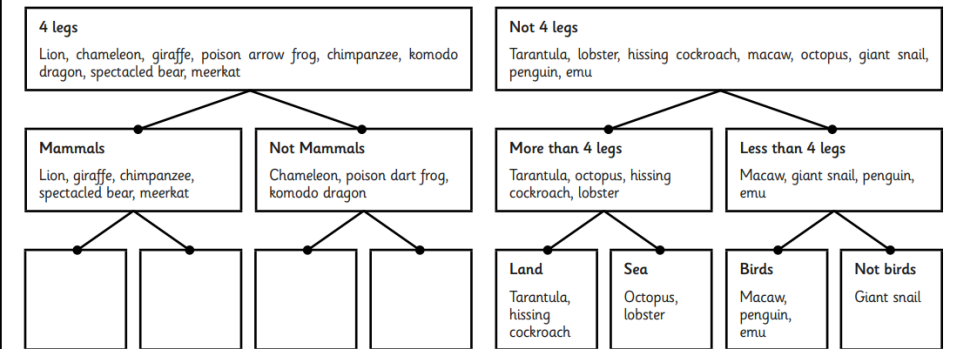 4 legs
Lion, chameleon, giraffe, poison arrow frog, chimpanzee, komodo
dragon, spectacled bear, meerkat
Not 4 legs
Tarantula, lobster, hissing cockroach, macaw, octopus, giant snail,
penguin, emu
Mammals
Lion, giraffe, chimpanzee,
spectacled bear, meerkat
Not Mammals
Chameleon, poison dart frog,
komodo dragon
More than 4 legs
Tarantula, octopus, hissing
cockroach, lobster
Less than 4 legs
Macaw, giant snail, penguin,
emu
Land
Tarantula,
hissing
cockroach
Sea
Octopus,
lobster
Birds
Macaw,
penguin,
emu
Not birds
Giant snail